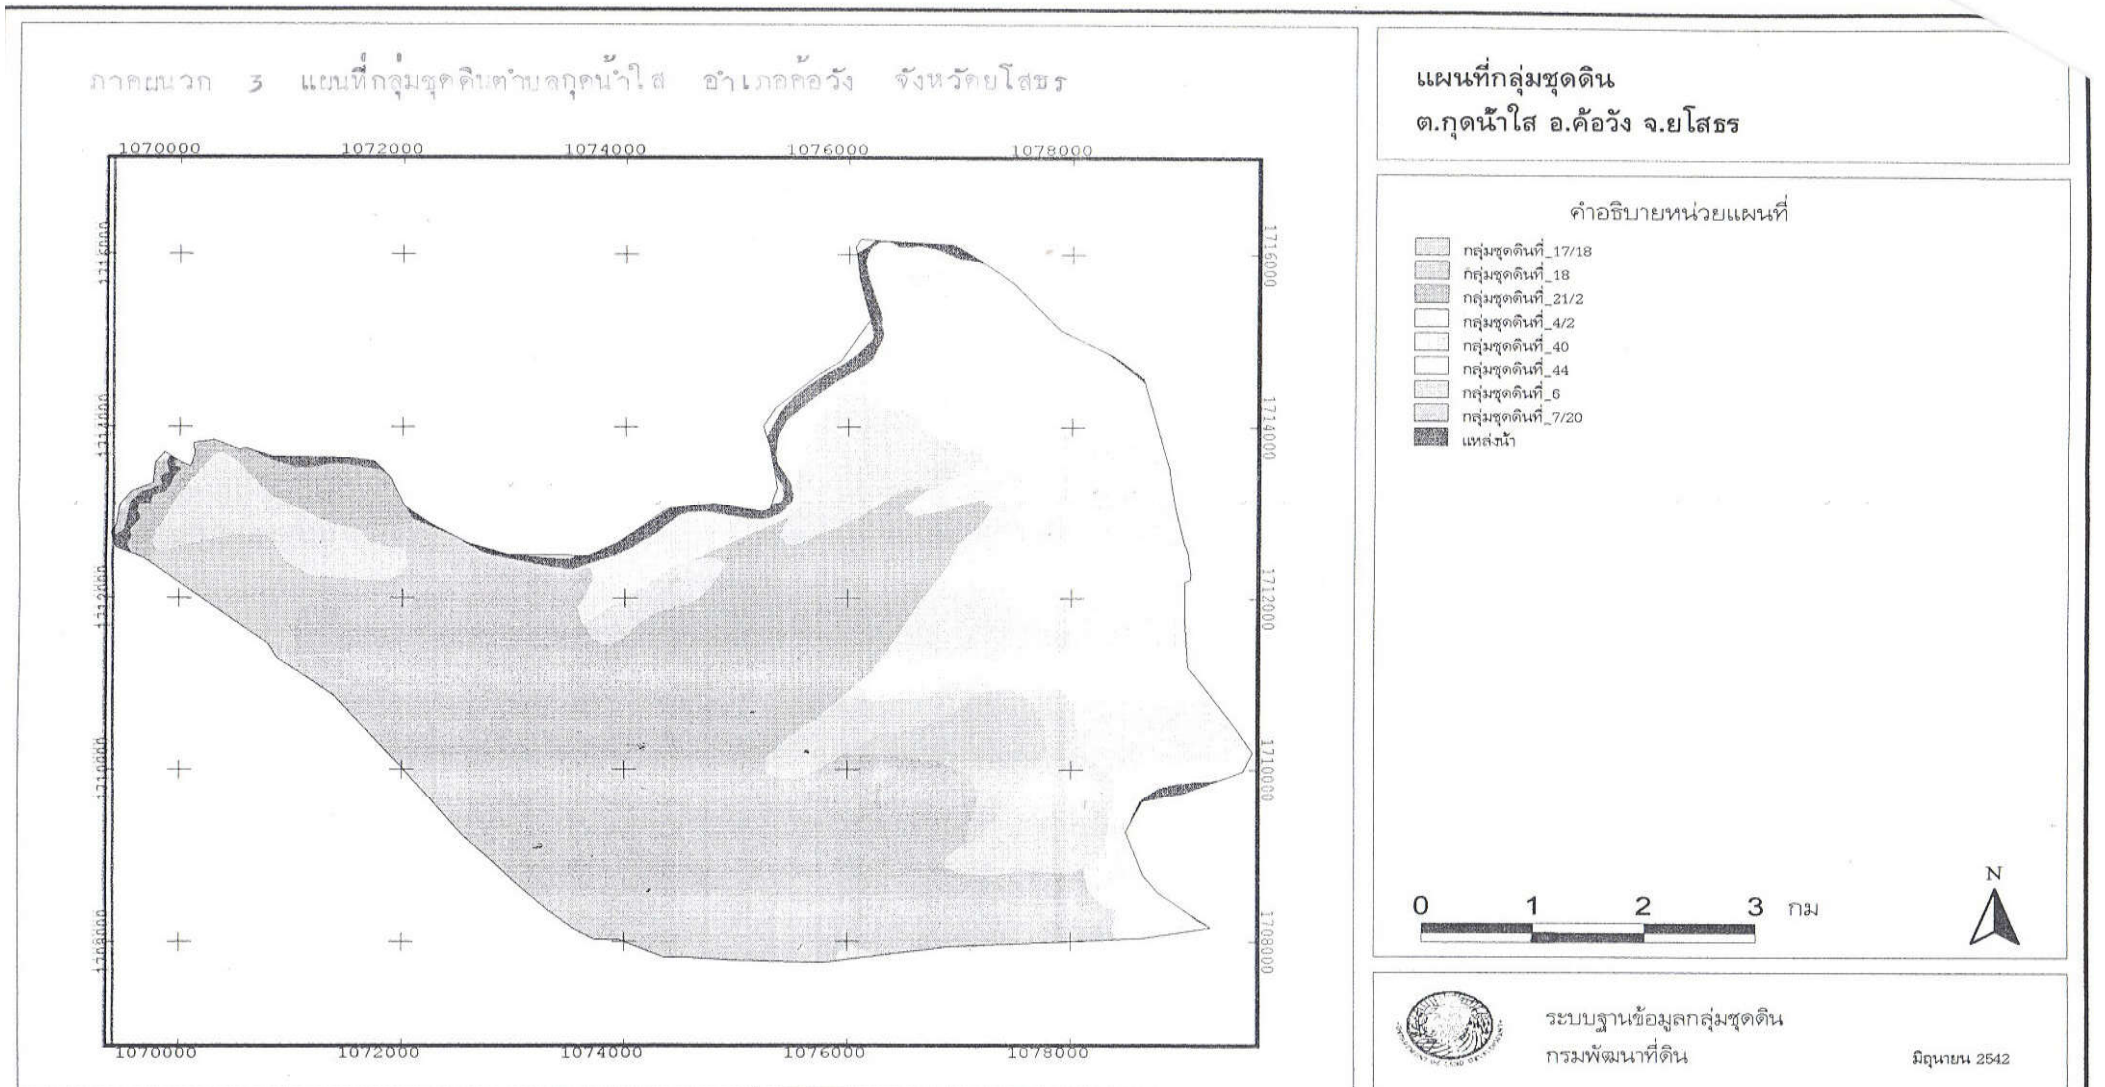 ภาคผนวก 3 แผนที่กลุ่มชุดดินตำบลกุดน้ำใส อำเภอค้อวัง จังหวัดยโสธร
แผนที่กลุ่มชุดดิน
ต.กุดน้ำใส อ.ค้อวัง จ.ยโสธร
1070000 1072000 1074000 1076000 1078000
1716000 1716000
1714000 1714000
1712000 1712000
1710000 1710000
1708000 1708000
1070000 1072000 1074000 1076000 1078000
คำอธิบายหน่วยแผนที่
กลุ่มชุดดินที่_17/18
กลุ่มชุดดินที่_18
กลุ่มชุดดินที่_21/2
กลุ่มชุดดินที่_4/2
กลุ่มชุดดินที่_40
กลุ่มชุดดินที่_44
กลุ่มชุดดินที่_6
กลุ่มชุดดินที่_7/20
แหล่งน้ำ
N
0 1 2 3 กม
ระบบฐานข้อมูลกลุ่มชุดดิน
กรมพัฒนาที่ดิน
มิถุนายน 2542